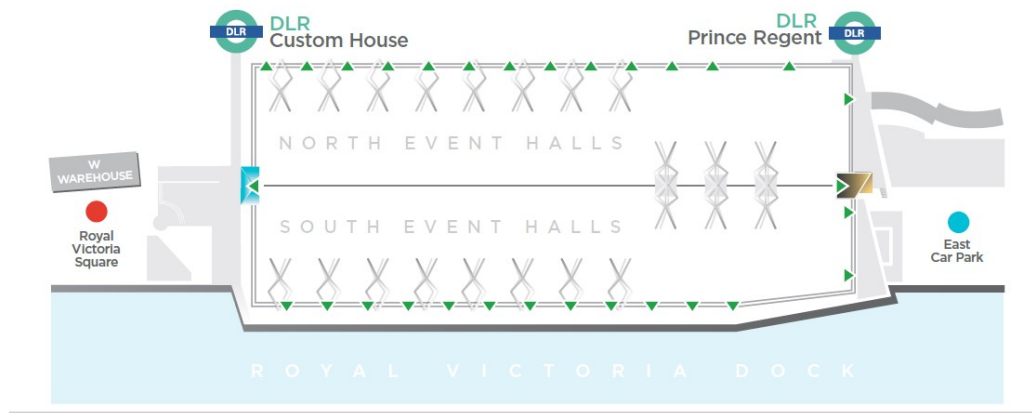 DLR
DLR
Custom House
DLR
Prince Regent
DLR
NORTH EVENT HALLS
W
WAREHOUSE
SOUTH EVENT HALLS
Royal
Victoria
Square
East
Car Park
ROYAL VICTORIA DOCK